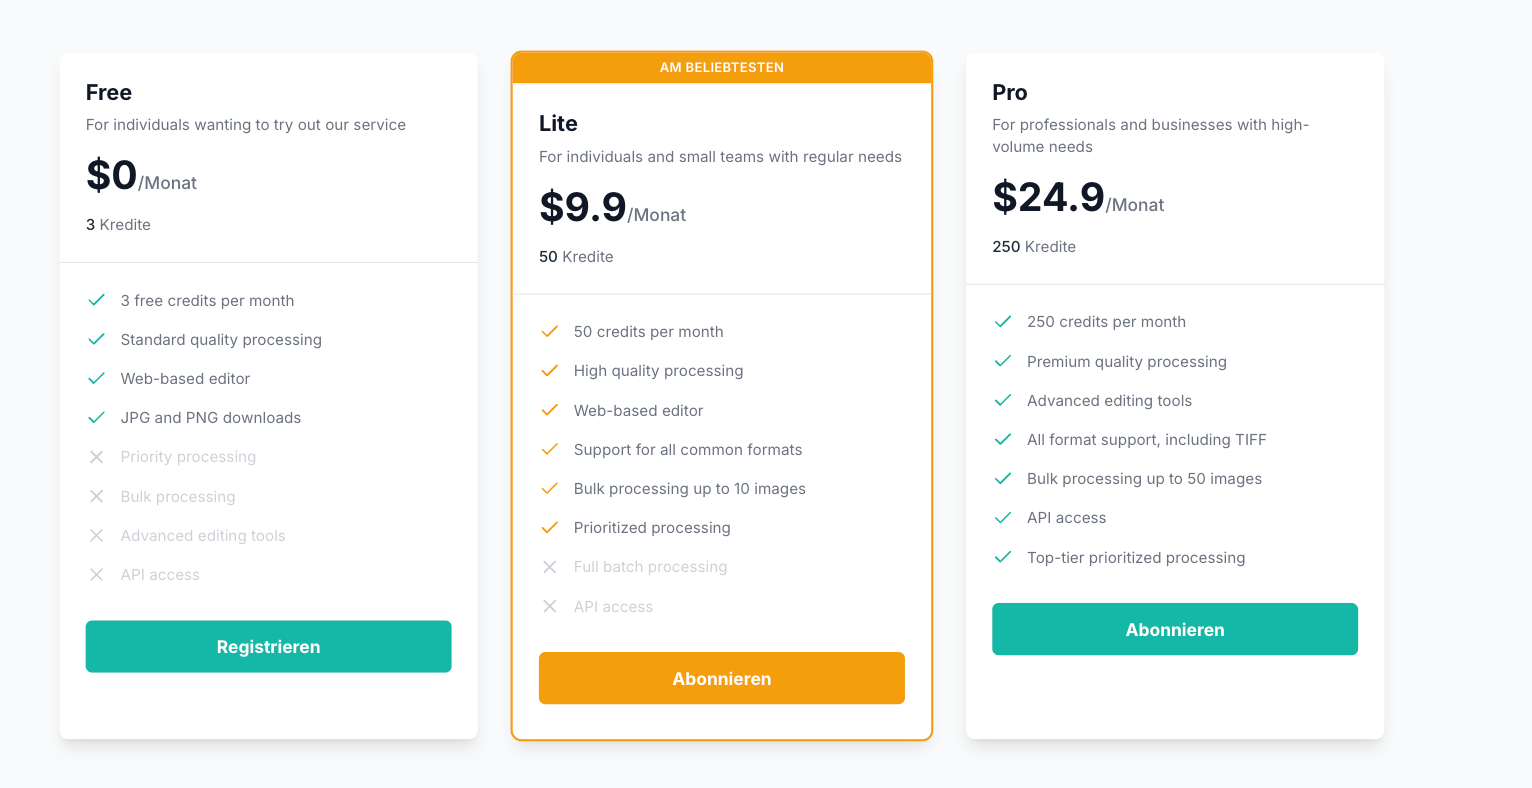 Free
For individuals wanting to try out our service
$0/Monat
3 Kredite
3 free credits per month
Standard quality processing
Web-based editor
JPG and PNG downloads
Priority processing
Bulk processing
Advanced editing tools
API access
Registrieren
AM BELIEBTESTEN
Lite
For individuals and small teams with regular needs
$9.9/Monat
50 Kredite
50 credits per month
High quality processing
Web-based editor
Support for all common formats
Bulk processing up to 10 images
Prioritized processing
Full batch processing
API access
Abonnieren
Pro
For professionals and businesses with high-
volume needs
$24.9/Monat
250 Kredite
250 credits per month
Premium quality processing
Advanced editing tools
All format support, including TIFF
Bulk processing up to 50 images
API access
Top-tier prioritized processing
Abonnieren